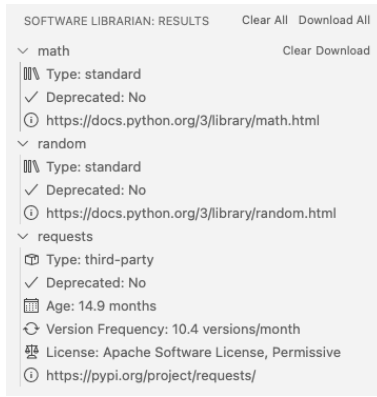 SOFTWARE LIBRARIAN: RESULTS Clear All Download All
math Clear Download
Type: standard
Deprecated: No
https://docs.python.org/3/library/math.html
random
Type: standard
Deprecated: No
https://docs.python.org/3/library/random.html
requests
Type: third-party
Deprecated: No
Age: 14.9 months
Version Frequency: 10.4 versions/month
License: Apache Software License, Permissive
https://pypi.org/project/requests/